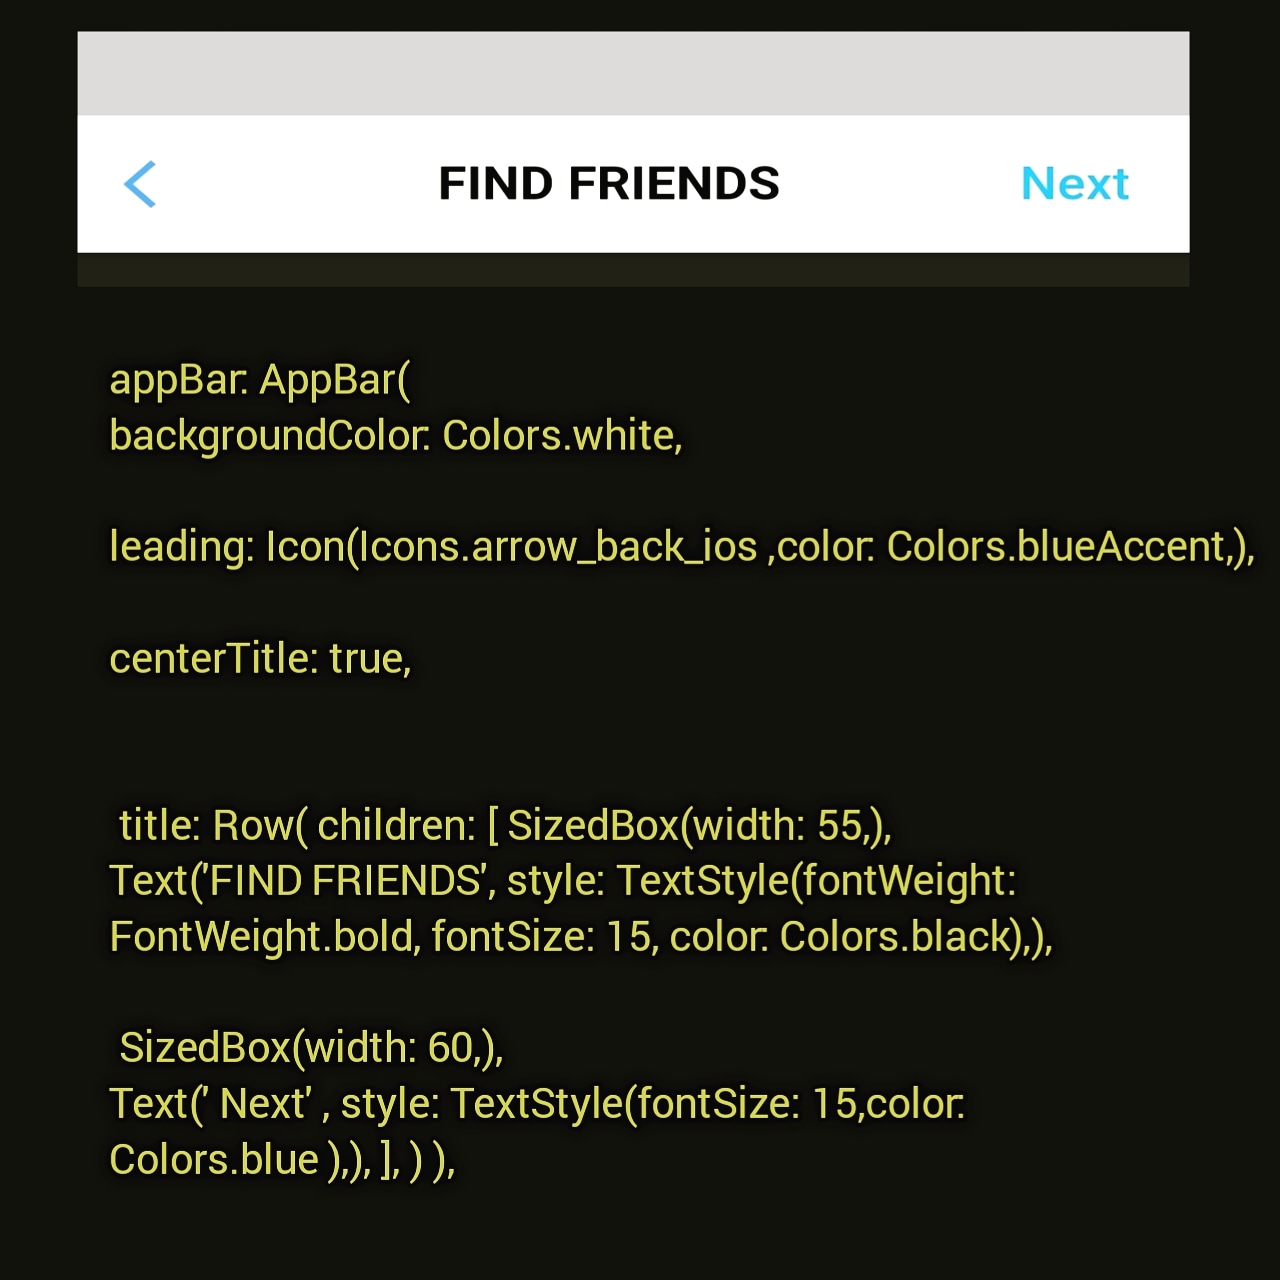 FIND FRIENDS Next
appBar: AppBar(
backgroundColor: Colors.white,
leading: Icon(Icons.arrow_back_ios ,color: Colors.blueAccent,),
centerTitle: true,
title: Row( children: [ SizedBox(width: 55,),
Text('FIND FRIENDS', style: TextStyle(fontWeight:
FontWeight.bold, fontSize: 15, color: Colors.black),),
SizedBox(width: 60,),
Text(' Next' , style: TextStyle(fontSize: 15,color:
Colors.blue ),), ], ) ),